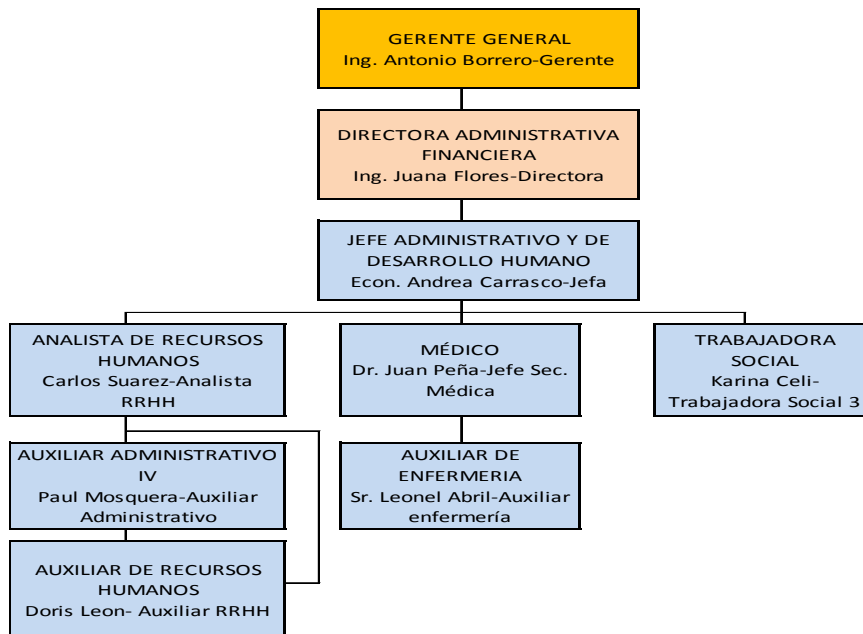 GERENTE GENERAL
Ing. Antonio Borrero-Gerente
DIRECTORA ADMINISTRATIVA
FINANCIERA
Ing. Juana Flores-Directora
JEFE ADMINISTRATIVO Y DE
DESARROLLO HUMANO
Econ. Andrea Carrasco-Jefa
ANALISTA DE RECURSOS
HUMANOS
Carlos Suarez-Analista
RRHH
MÉDICO
Dr. Juan Peña-Jefe Sec.
Médica
TRABAJADORA
SOCIAL
Karina Celi-
Trabajadora Social 3
AUXILIAR ADMINISTRATIVO
IV
Paul Mosquera-Auxiliar
Administrativo
AUXILIAR DE
ENFERMERIA
Sr. Leonel Abril-Auxiliar
enfermería
AUXILIAR DE RECURSOS
HUMANOS
Doris Leon- Auxiliar RRHH